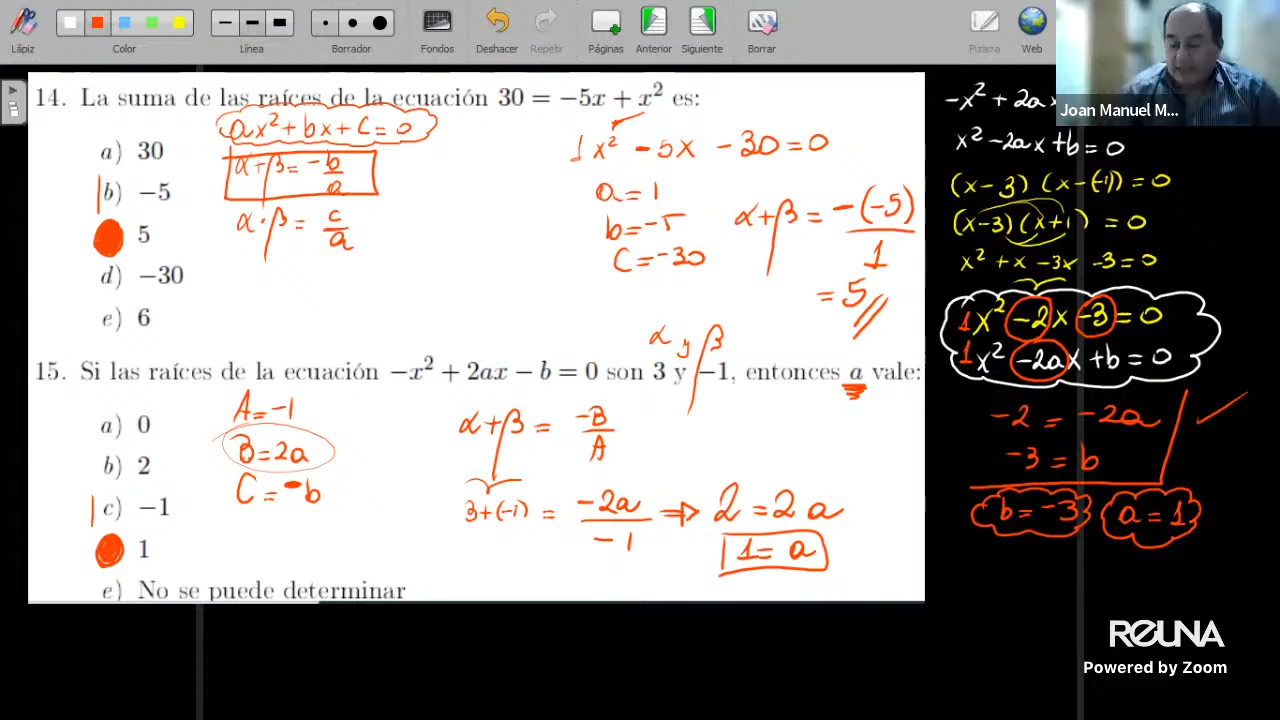 Lápiz Color Línea Borrador Fondos Deshacer Repetir Páginas Anterior Siguiente Borrar Pizarra Web
Joan Manuel M...
14. La suma de las raíces de la ecuación 30 = −5x + x² es:
ax² + bx + c = 0
a) 30
α+β = -b/a
b) −5
α·β = c/a
5
d) −30
e) 6
1x² - 5x - 30 = 0
a = 1
b = -5
c = -30
α+β = -(-5)/1
= 5//
α y β
15. Si las raíces de la ecuación −x² + 2ax − b = 0 son 3 y −1, entonces a vale:
a) 0
b) 2
c) −1
1
e) No se puede determinar
A = -1
B = 2a
C = -b
α+β = -B/A
3+(-1) = -2a/-1 ⇒ 2 = 2a
1 = a
-x² + 2ax
x² - 2ax + b = 0
(x-3) (x-(-1)) = 0
(x-3)(x+1) = 0
x² + x - 3x - 3 = 0
1x² - 2x - 3 = 0
1x² - 2ax + b = 0
-2 = -2a
-3 = b
b = -3 a = 1
REUNA
Powered by Zoom